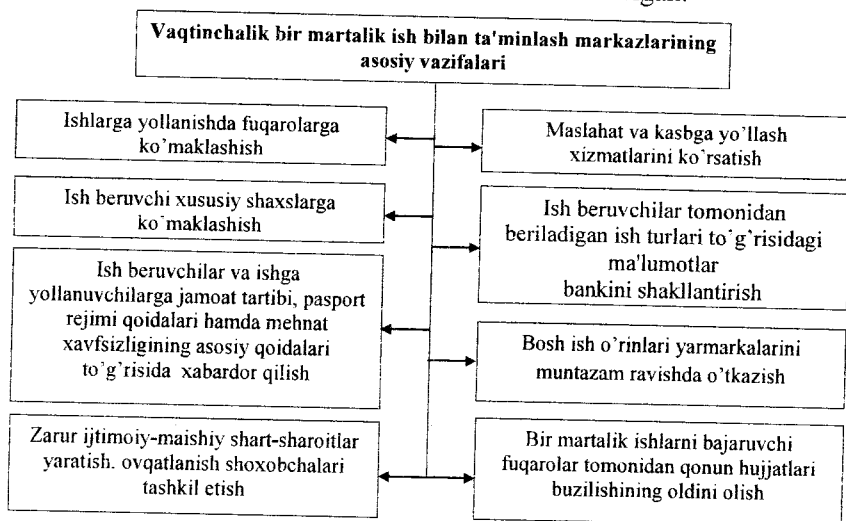 Vaqtinchalik bir martalik ish bilan ta'minlash markazlarining
asosiy vazifalari
Ishlarga yollanishda fuqarolarga
ko`maklashish
Maslahat va kasbga yo`llash
xizmatlarini ko`rsatish
Ish beruvchi xususiy shaxslarga
ko`maklashish
Ish beruvchilar tomonidan
beriladigan ish turlari to`g`risidagi
ma'lumotlar
bankini shakllantirish
Ish beruvchilar va ishga
yollanuvchilarga jamoat tartibi, pasport
rejimi qoidalari hamda mehnat
xavfsizligining asosiy qoidalari
to`g`risida xabardor qilish
Bosh ish o`rinlari yarmarkalarini
muntazam ravishda o`tkazish
Zarur ijtimoiy-maishiy shart-sharoitlar
yaratish. ovqatlanish shoxobchalari
tashkil etish
Bir martalik ishlarni bajaruvchi
fuqarolar tomonidan qonun hujjatlari
buzilishining oldini olish